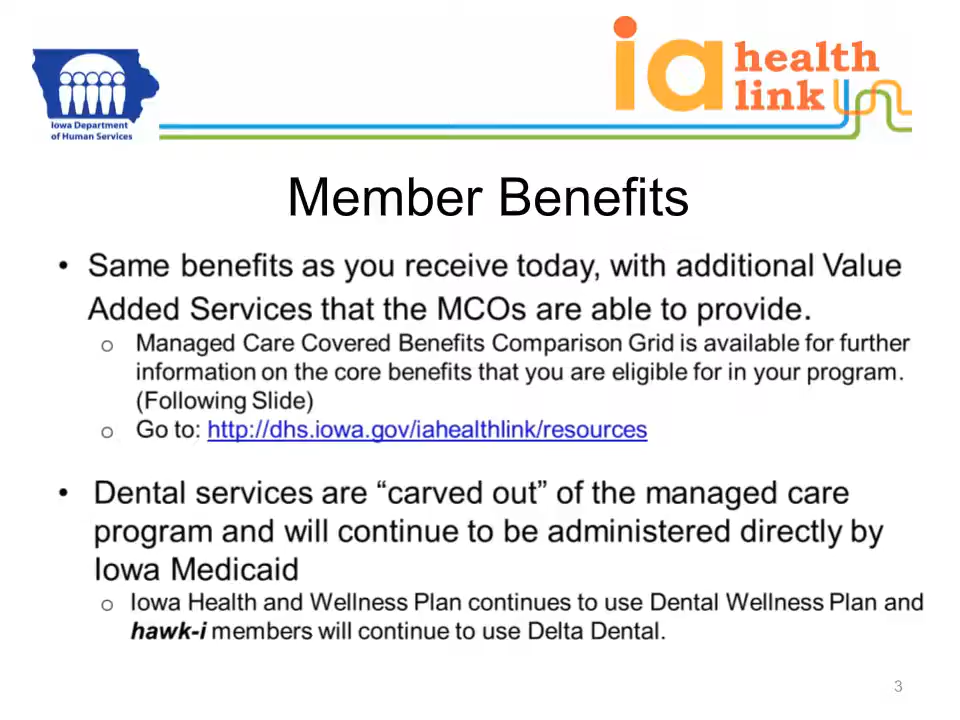 Iowa Department
of Human Services
ia health
link
Member Benefits
• Same benefits as you receive today, with additional Value
Added Services that the MCOs are able to provide.
o Managed Care Covered Benefits Comparison Grid is available for further
information on the core benefits that you are eligible for in your program.
(Following Slide)
o Go to: http://dhs.iowa.gov/iahealthlink/resources
• Dental services are “carved out” of the managed care
program and will continue to be administered directly by
Iowa Medicaid
o Iowa Health and Wellness Plan continues to use Dental Wellness Plan and
hawk-i members will continue to use Delta Dental.
3